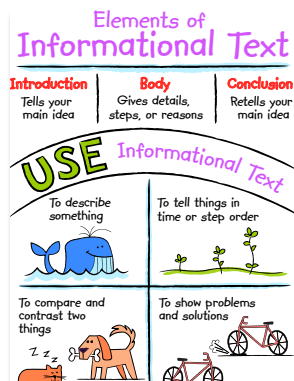 Elements of
Informational Text
Introduction
Tells your
main idea
Body
Gives details,
steps, or reasons
Conclusion
Retells your
main idea
USE Informational Text
To describe
something
To tell things in
time or step order
To compare and
contrast two
things
z z z
To show problems
and solutions